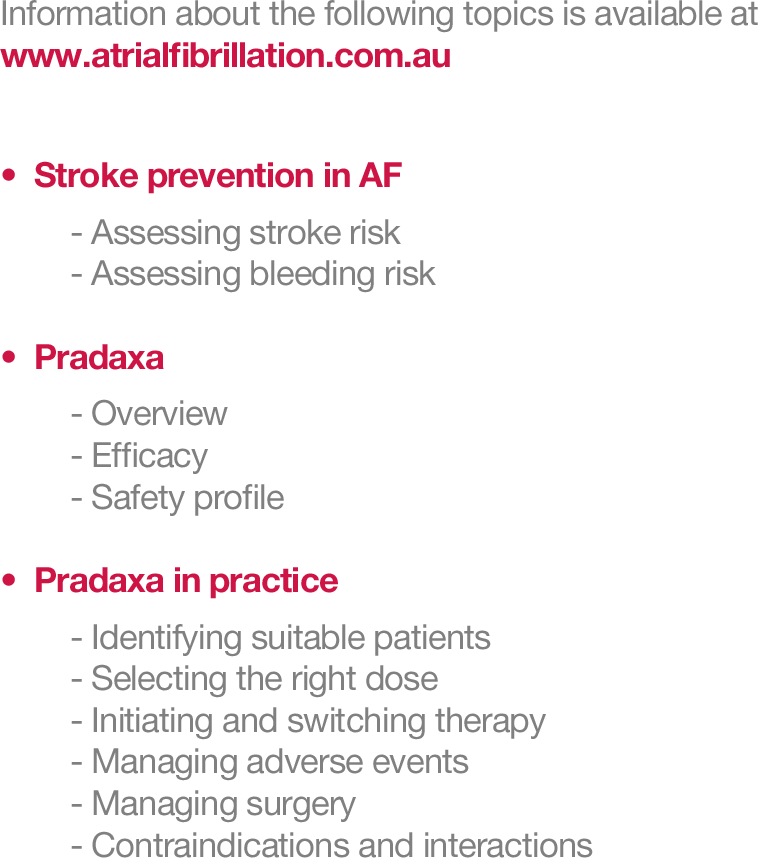 Information about the following topics is available at
www.atrialfibrillation.com.au
• Stroke prevention in AF
- Assessing stroke risk
- Assessing bleeding risk
• Pradaxa
- Overview
- Efficacy
- Safety profile
• Pradaxa in practice
- Identifying suitable patients
- Selecting the right dose
- Initiating and switching therapy
- Managing adverse events
- Managing surgery
- Contraindications and interactions